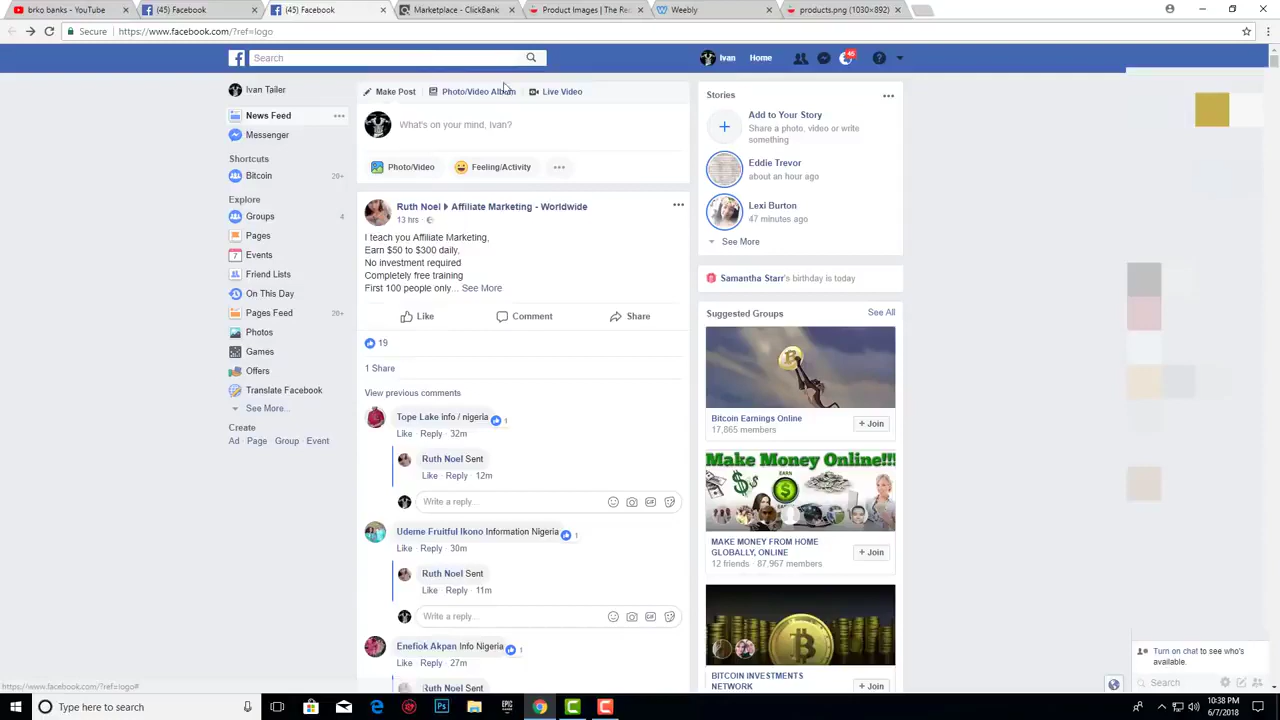 brko banks - YouTube
(45) Facebook
(45) Facebook
Marketplace - ClickBank
Product Images | The Re
Weebly
products.png (1030×892)
Secure
https://www.facebook.com/?ref=logo
Search
Ivan
Home
46
Ivan Tailer
News Feed
Messenger
Shortcuts
Bitcoin 20+
Explore
Groups 4
Pages
Events
Friend Lists
On This Day
Pages Feed 20+
Photos
Games
Offers
Translate Facebook
See More...
Create
Ad Page Group Event
Make Post
Photo/Video Album
Live Video
What's on your mind, Ivan?
Photo/Video
Feeling/Activity
Ruth Noel Affiliate Marketing - Worldwide
13 hrs
I teach you Affiliate Marketing,
Earn $50 to $300 daily,
No investment required
Completely free training
First 100 people only... See More
Like
Comment
Share
19
1 Share
View previous comments
Tope Lake info / nigeria 1
Like Reply 32m
Ruth Noel Sent
Like Reply 12m
Write a reply...
Udeme Fruitful Ikono Information Nigeria 1
Like Reply 30m
Ruth Noel Sent
Like Reply 11m
Write a reply...
Enefiok Akpan Info Nigeria 1
Like Reply 27m
Ruth Noel Sent
Stories
Add to Your Story
Share a photo, video or write
something
Eddie Trevor
about an hour ago
Lexi Burton
47 minutes ago
See More
Samantha Starr's birthday is today
Suggested Groups
See All
Bitcoin Earnings Online
17,865 members
+ Join
Make Money Online!!!
EARN
MAKE MONEY FROM HOME
GLOBALLY, ONLINE
12 friends · 87,967 members
+ Join
BITCOIN INVESTMENTS
NETWORK
+ Join
Turn on chat to see who's
available.
Search
https://www.facebook.com/?ref=logo#
Type here to search
EPIC
GAMES
10:38 PM
6/7/2018